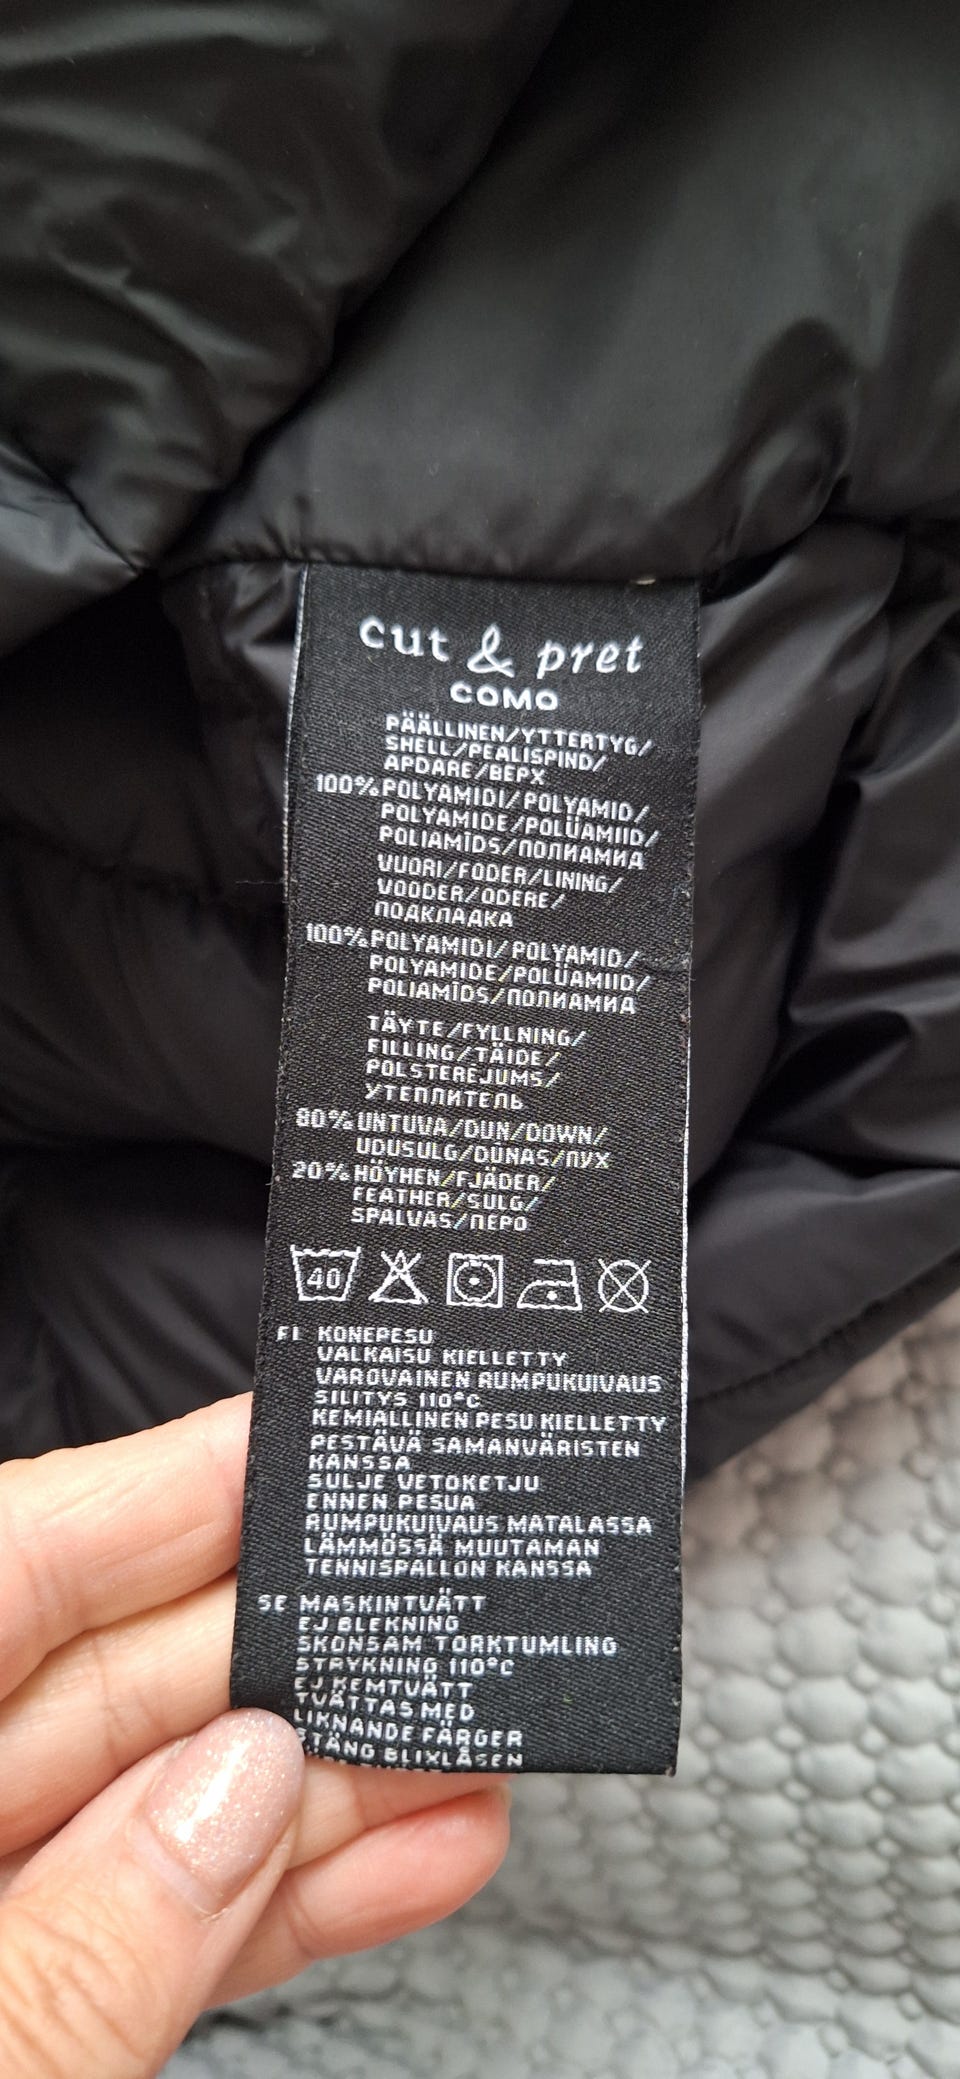 cut & pret
COMO
PÄÄLLINEN/YTTERTYG/
SHELL/PEALISPIND/
APDARE/ВЕРХ
100% POLYAMIDI/POLYAMID/
POLYAMIDE/POLÜAMIID/
POLIAMĪDS/ПОЛИАМИА
VUORI/FODER/LINING/
VOODER/ODERE/
ПОДКЛАДКА
100% POLYAMIDI/POLYAMID/
POLYAMIDE/POLÜAMIID/
POLIAMĪDS/ПОЛИАМИА
TÄYTE/FYLLNING/
FILLING/TÄIDE/
POLSTEREJUMS/
УТЕПЛИТЕЛЬ
80% UNTUVA/DUN/DOWN/
UDUSULG/DŪNAS/ПУХ
20% HÖYHEN/FJÄDER/
FEATHER/SULG/
SPALVAS/ПЕРО
40
FI KONEPESU
VALKAISU KIELLETTY
VAROVAINEN RUMPUKUIVAUS
SILITYS 110°C
KEMIALLINEN PESU KIELLETTY
PESTÄVÄ SAMANVÄRISTEN
KANSSA
SULJE VETOKETJU
ENNEN PESUA
RUMPUKUIVAUS MATALASSA
LÄMMÖSSÄ MUUTAMAN
TENNISPALLON KANSSA
SE MASKINTVÄTT
EJ BLEKNING
SKONSAM TORKTUMLING
STRYKNING 110°C
EJ KEMTVÄTT
TVÄTTAS MED
LIKNANDE FÄRGER
STÄNG BLIXLÅSEN